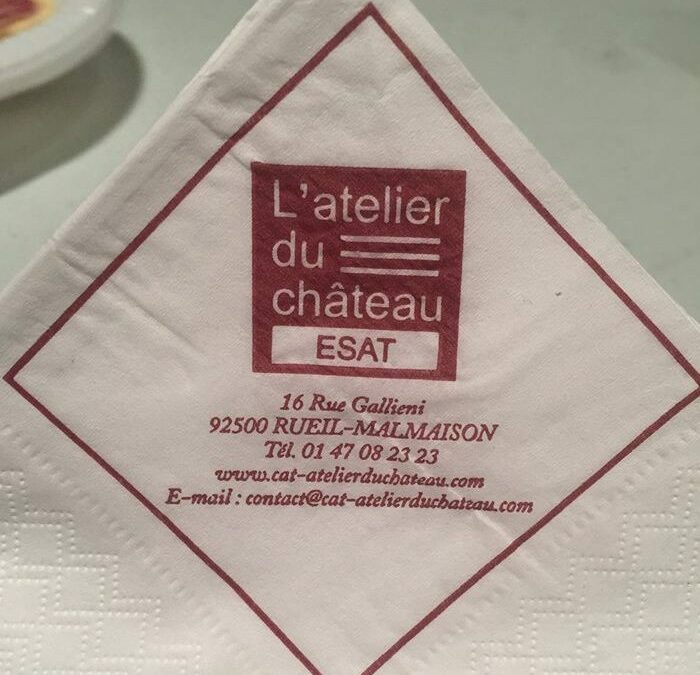 L'atelier
du
château
ESAT
16 Rue Gallieni
92500 RUEIL-MALMAISON
Tél. 01 47 08 23 23
www.cat-atelierduchateau.com
E-mail : contact@cat-atelierduchateau.com